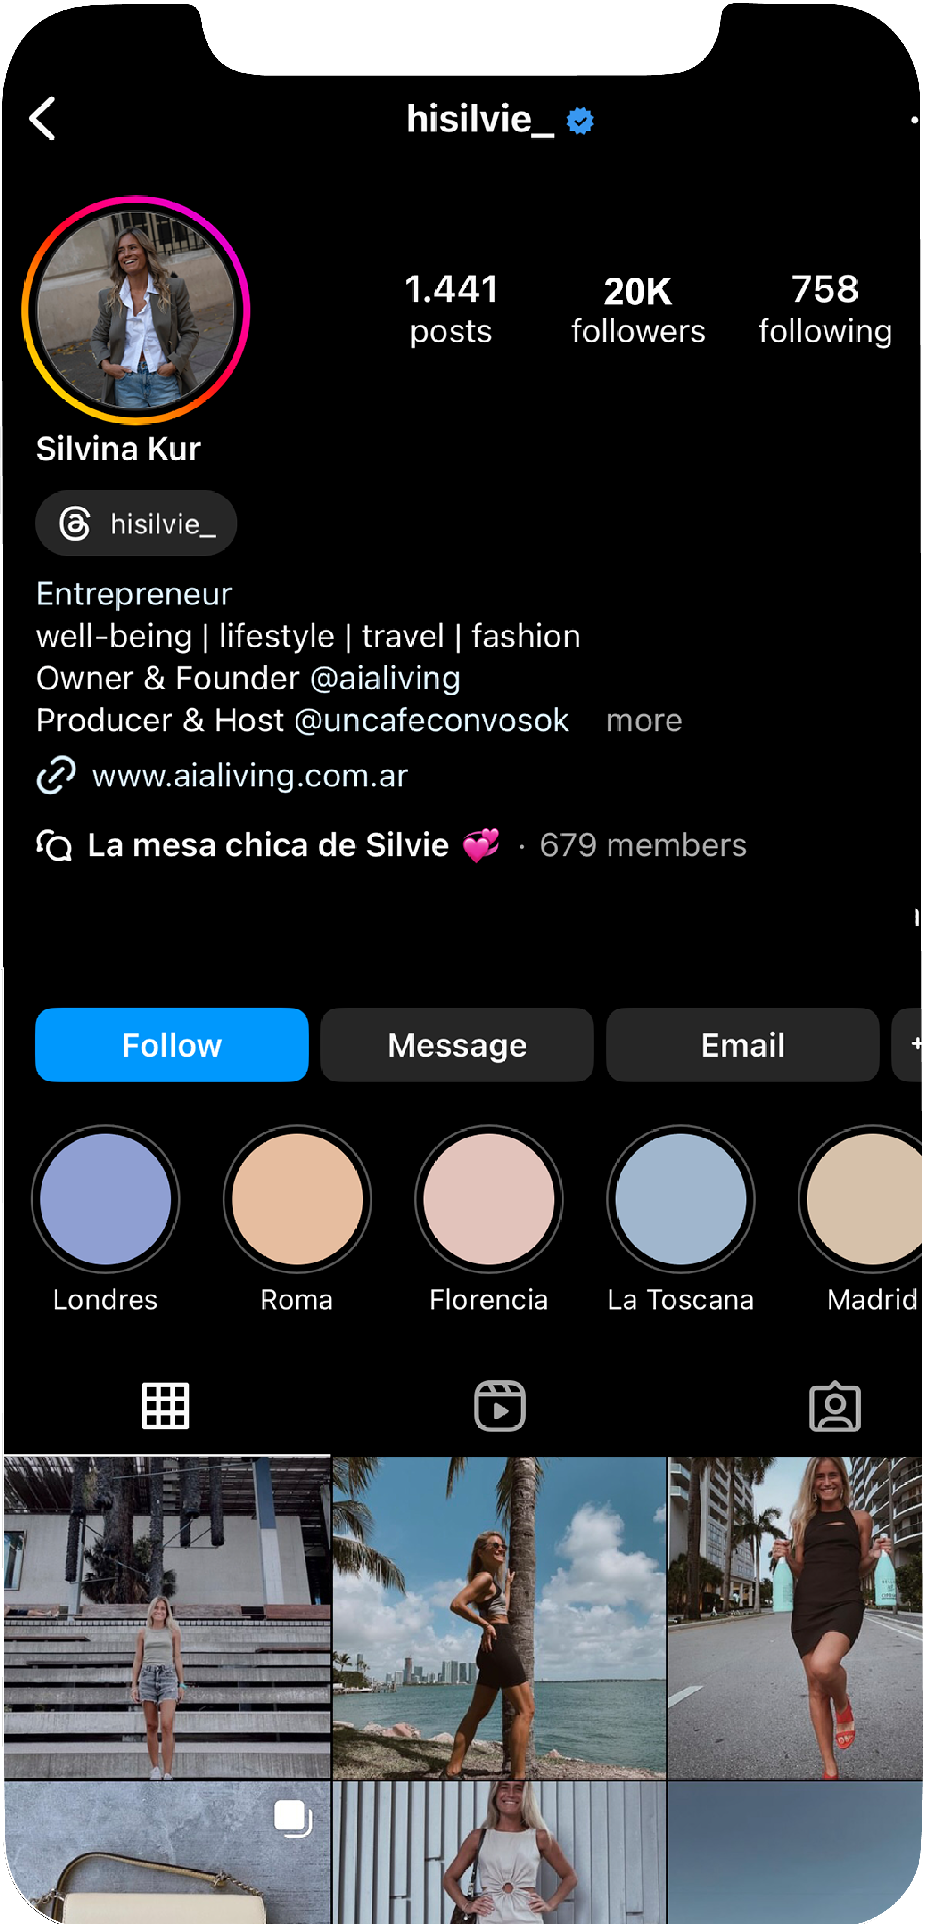 hisilvie_
1.441 20K 758
posts followers following
Silvina Kur
hisilvie_
Entrepreneur
well-being | lifestyle | travel | fashion
Owner & Founder @aialiving
Producer & Host @uncafeconvosok more
www.aialiving.com.ar
La mesa chica de Silvie 💞 · 679 members
Follow Message Email
Londres Roma Florencia La Toscana Madrid